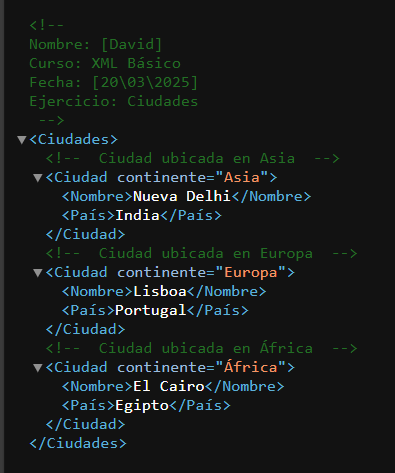 <!--
Nombre: [David]
Curso: XML Básico
Fecha: [20\03\2025]
Ejercicio: Ciudades
-->
<Ciudades>
<!-- Ciudad ubicada en Asia -->
<Ciudad continente="Asia">
<Nombre>Nueva Delhi</Nombre>
<País>India</País>
</Ciudad>
<!-- Ciudad ubicada en Europa -->
<Ciudad continente="Europa">
<Nombre>Lisboa</Nombre>
<País>Portugal</País>
</Ciudad>
<!-- Ciudad ubicada en África -->
<Ciudad continente="África">
<Nombre>El Cairo</Nombre>
<País>Egipto</País>
</Ciudad>
</Ciudades>